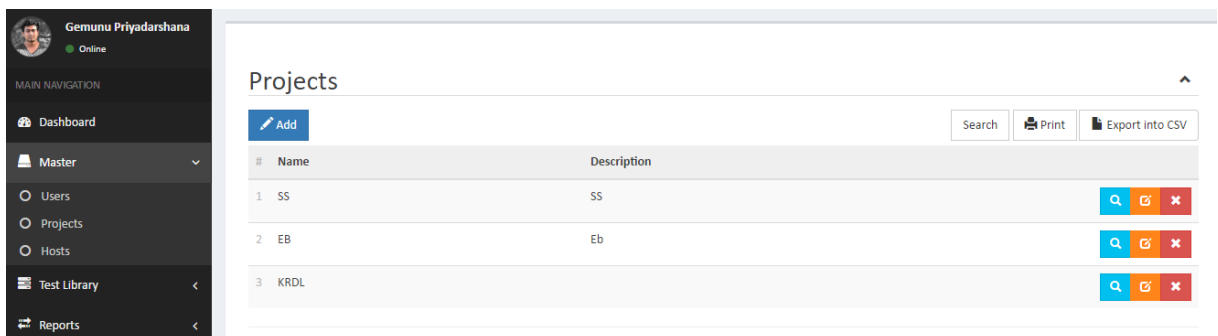 Gemunu Priyadarshana
Online
MAIN NAVIGATION
Dashboard
Master
Users
Projects
Hosts
Test Library
Reports
Projects
Add
Search Print Export into CSV
# Name Description
1 SS SS
2 EB Eb
3 KRDL